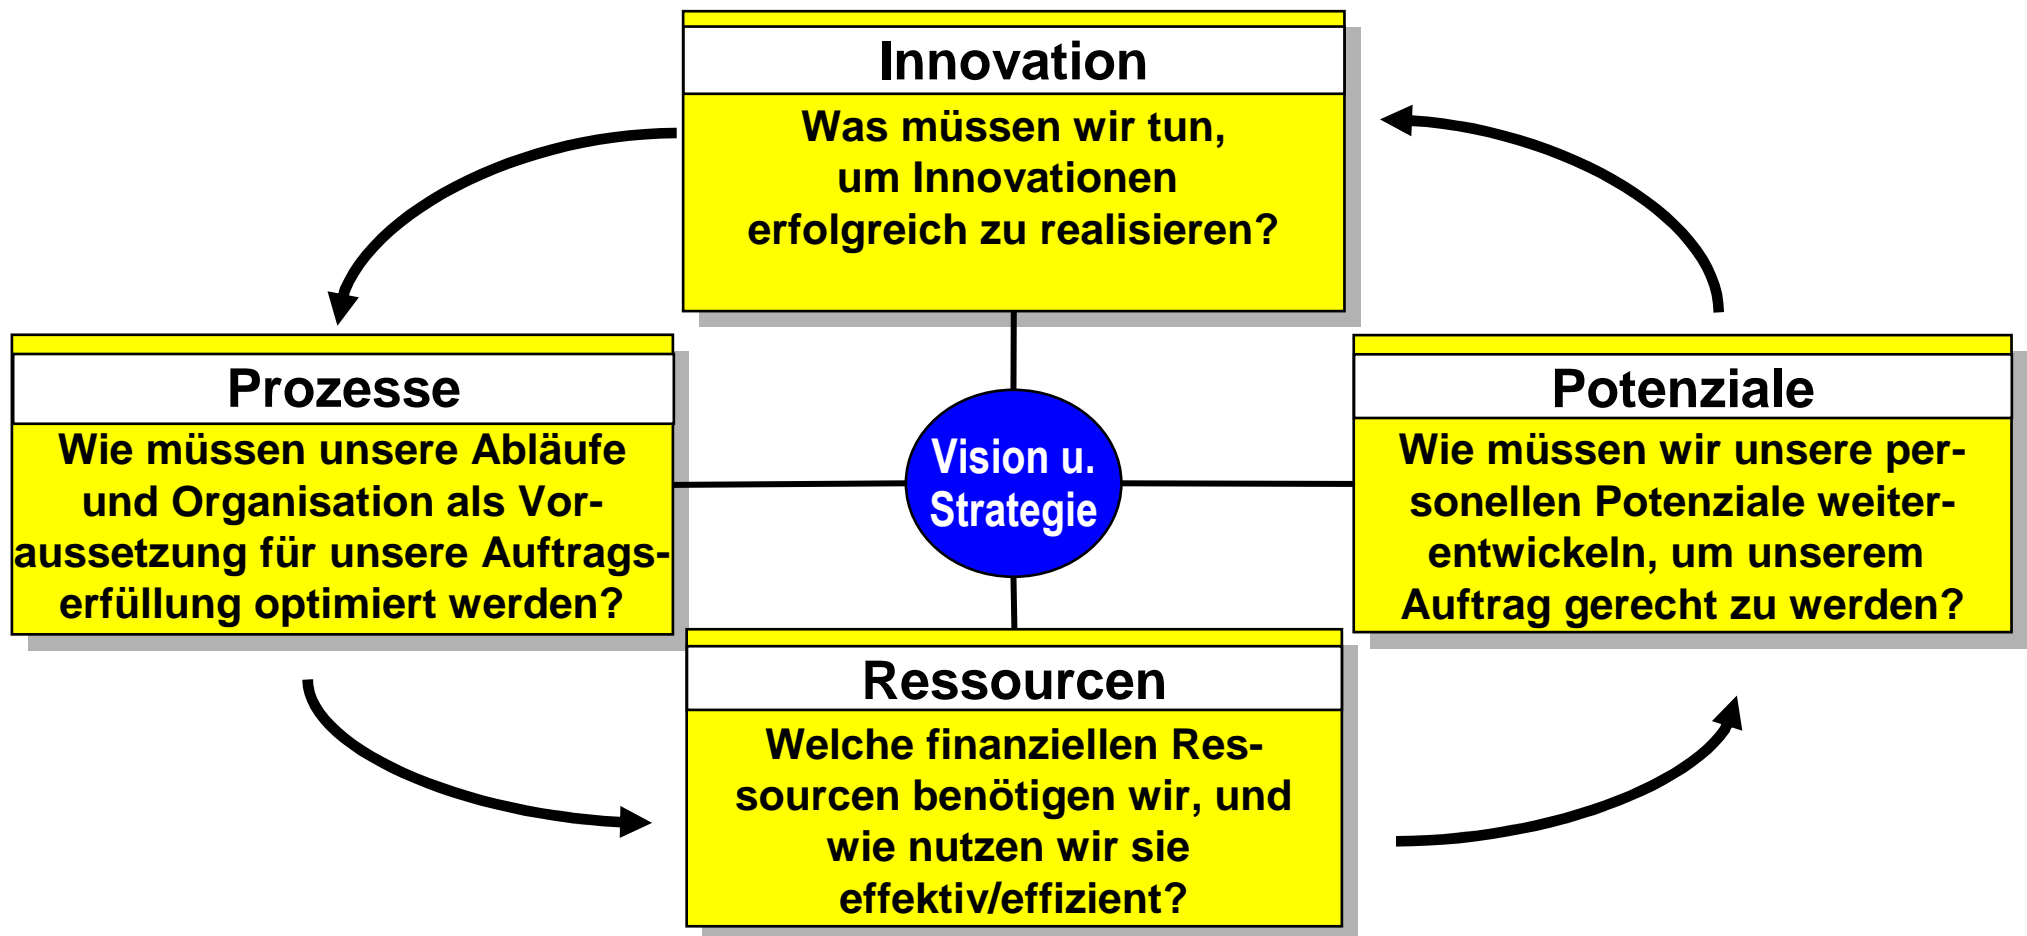 Innovation
Was müssen wir tun,
um Innovationen
erfolgreich zu realisieren?
Prozesse
Wie müssen unsere Abläufe
und Organisation als Vor-
aussetzung für unsere Auftrags-
erfüllung optimiert werden?
Vision u.
Strategie
Potenziale
Wie müssen wir unsere per-
sonellen Potenziale weiter-
entwickeln, um unserem
Auftrag gerecht zu werden?
Ressourcen
Welche finanziellen Res-
sourcen benötigen wir, und
wie nutzen wir sie
effektiv/effizient?